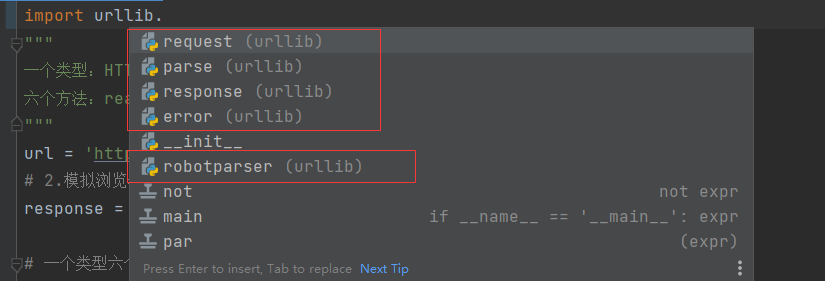 import urllib.
"""
request (urllib)
一个类型：HT
parse (urllib)
response (urllib)
六个方法：rea
error (urllib)
"""
__init__
url = 'http
robotparser (urllib)
# 2.模拟浏览
not not expr
response =
main if __name__ == '__main__': expr
par (expr)
# 一个类型六个
Press Enter to insert, Tab to replace Next Tip